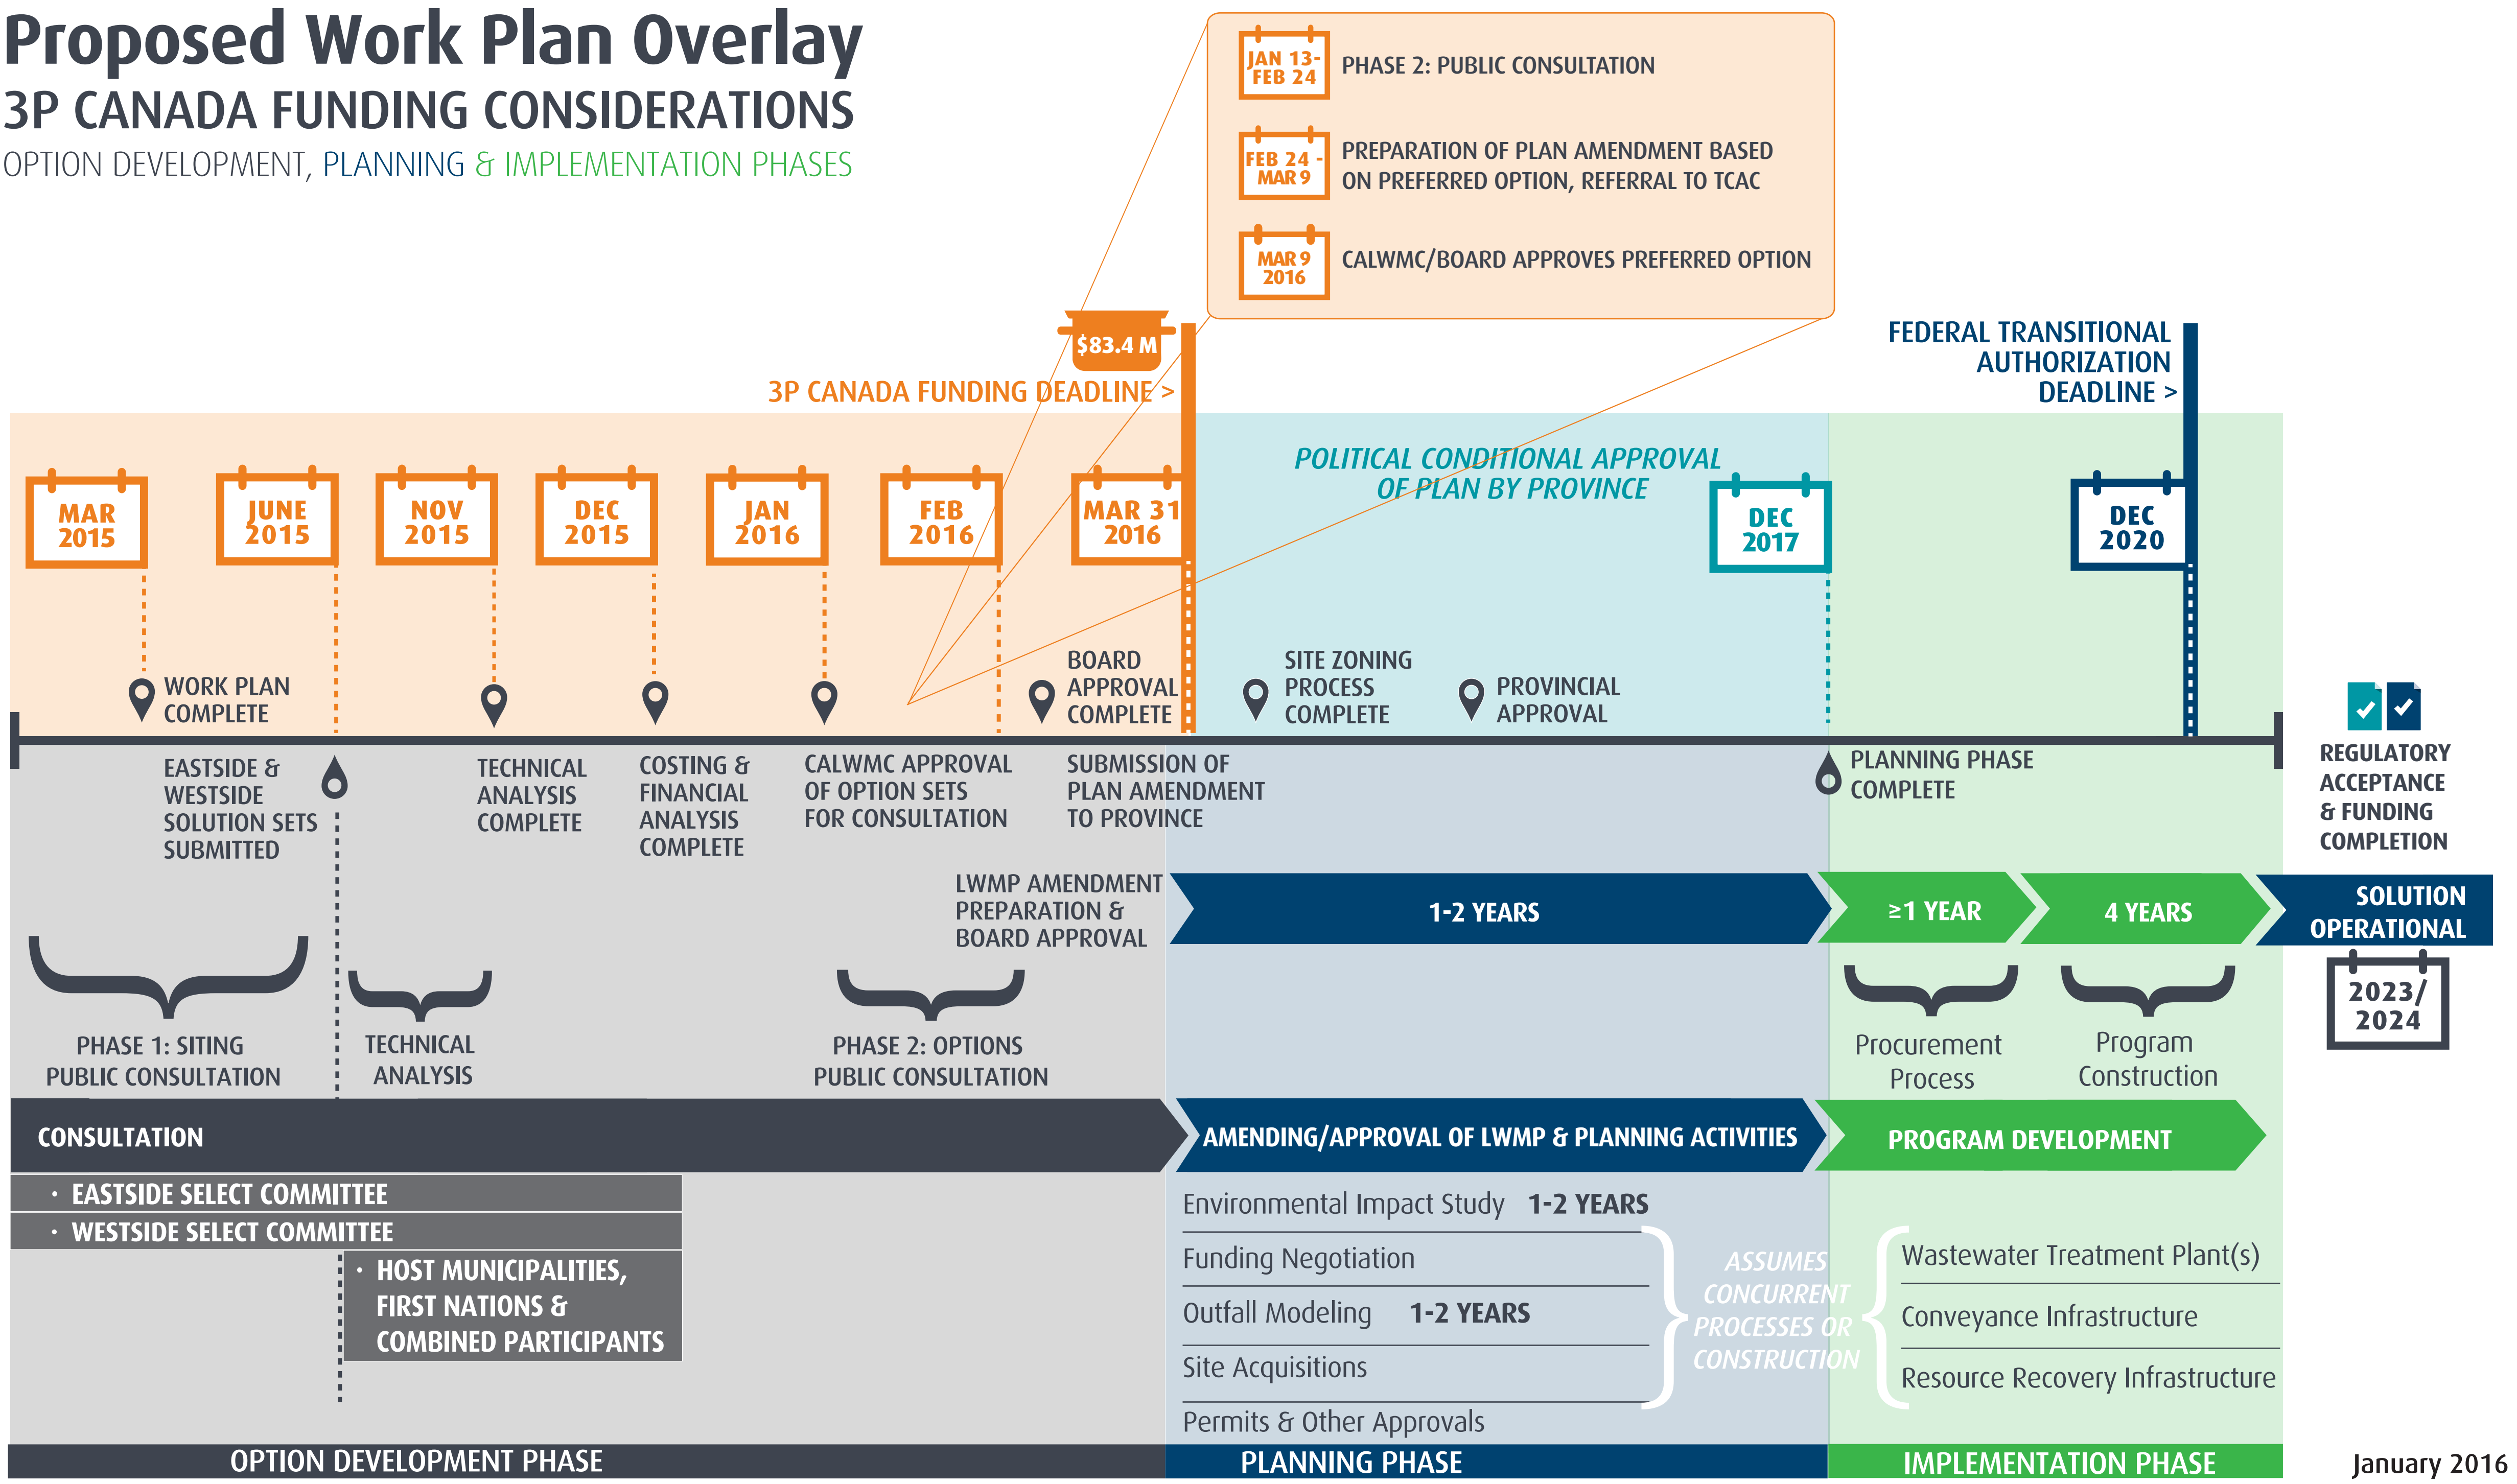 Proposed Work Plan Overlay
3P CANADA FUNDING CONSIDERATIONS
OPTION DEVELOPMENT, PLANNING & IMPLEMENTATION PHASES
JAN 13-
FEB 24
PHASE 2: PUBLIC CONSULTATION
FEB 24 -
MAR 9
PREPARATION OF PLAN AMENDMENT BASED
ON PREFERRED OPTION, REFERRAL TO TCAC
MAR 9
2016
CALWMC/BOARD APPROVES PREFERRED OPTION
$83.4 M
3P CANADA FUNDING DEADLINE >
FEDERAL TRANSITIONAL
AUTHORIZATION
DEADLINE >
MAR
2015
JUNE
2015
NOV
2015
DEC
2015
JAN
2016
FEB
2016
MAR 31
2016
POLITICAL CONDITIONAL APPROVAL
OF PLAN BY PROVINCE
DEC
2017
DEC
2020
WORK PLAN
COMPLETE
BOARD
APPROVAL
COMPLETE
SITE ZONING
PROCESS
COMPLETE
PROVINCIAL
APPROVAL
EASTSIDE &
WESTSIDE
SOLUTION SETS
SUBMITTED
TECHNICAL
ANALYSIS
COMPLETE
COSTING &
FINANCIAL
ANALYSIS
COMPLETE
CALWMC APPROVAL
OF OPTION SETS
FOR CONSULTATION
SUBMISSION OF
PLAN AMENDMENT
TO PROVINCE
PLANNING PHASE
COMPLETE
REGULATORY
ACCEPTANCE
& FUNDING
COMPLETION
LWMP AMENDMENT
PREPARATION &
BOARD APPROVAL
1-2 YEARS
≥1 YEAR
4 YEARS
SOLUTION
OPERATIONAL
2023/
2024
PHASE 1: SITING
PUBLIC CONSULTATION
TECHNICAL
ANALYSIS
PHASE 2: OPTIONS
PUBLIC CONSULTATION
Procurement
Process
Program
Construction
CONSULTATION
AMENDING/APPROVAL OF LWMP & PLANNING ACTIVITIES
PROGRAM DEVELOPMENT
· EASTSIDE SELECT COMMITTEE
· WESTSIDE SELECT COMMITTEE
· HOST MUNICIPALITIES,
FIRST NATIONS &
COMBINED PARTICIPANTS
Environmental Impact Study 1-2 YEARS
Funding Negotiation
Outfall Modeling 1-2 YEARS
Site Acquisitions
Permits & Other Approvals
ASSUMES
CONCURRENT
PROCESSES OR
CONSTRUCTION
Wastewater Treatment Plant(s)
Conveyance Infrastructure
Resource Recovery Infrastructure
OPTION DEVELOPMENT PHASE
PLANNING PHASE
IMPLEMENTATION PHASE
January 2016